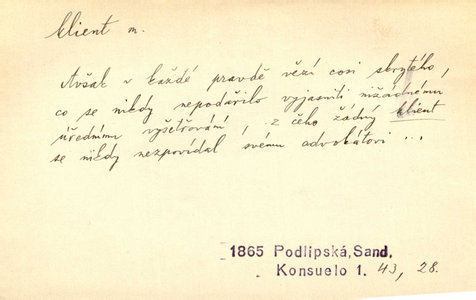 Klient m.
Avšak v každé pravdě vězí cosi skrytého,
co se nikdy nepodařilo vyjasniti nižádnému
úřednímu vyšetřování, z čeho žádný klient
se nikdy nezpovídal svému advokátovi ...
1865 Podlipská, Sand,
Konsuelo 1. 43, 28.